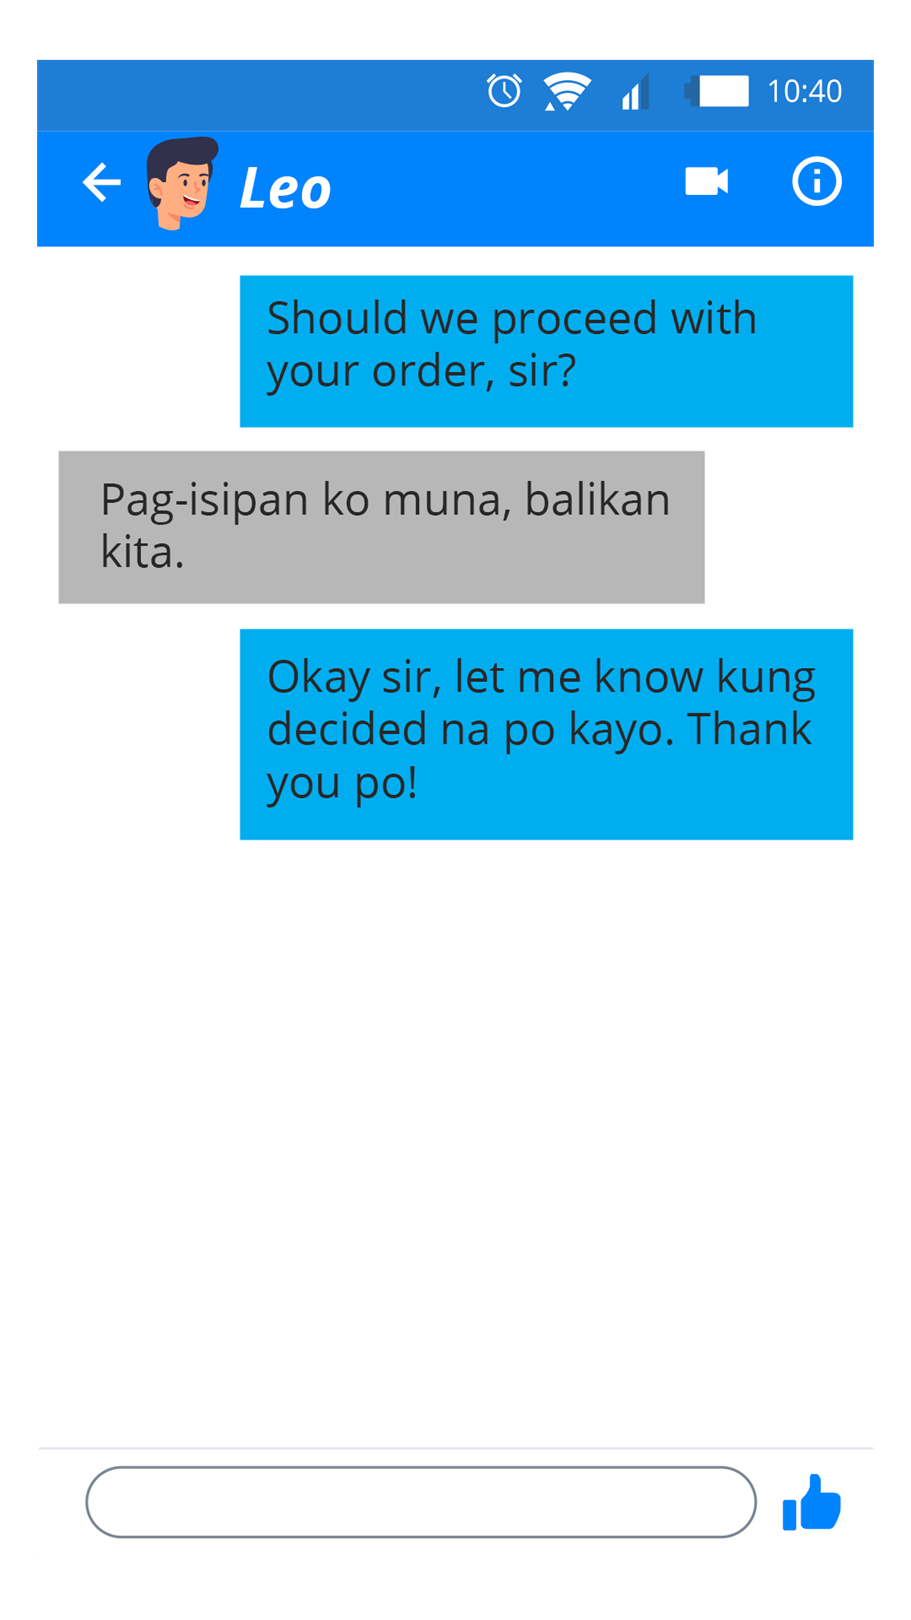 10:40
Leo
Should we proceed with
your order, sir?
Pag-isipan ko muna, balikan
kita.
Okay sir, let me know kung
decided na po kayo. Thank
you po!